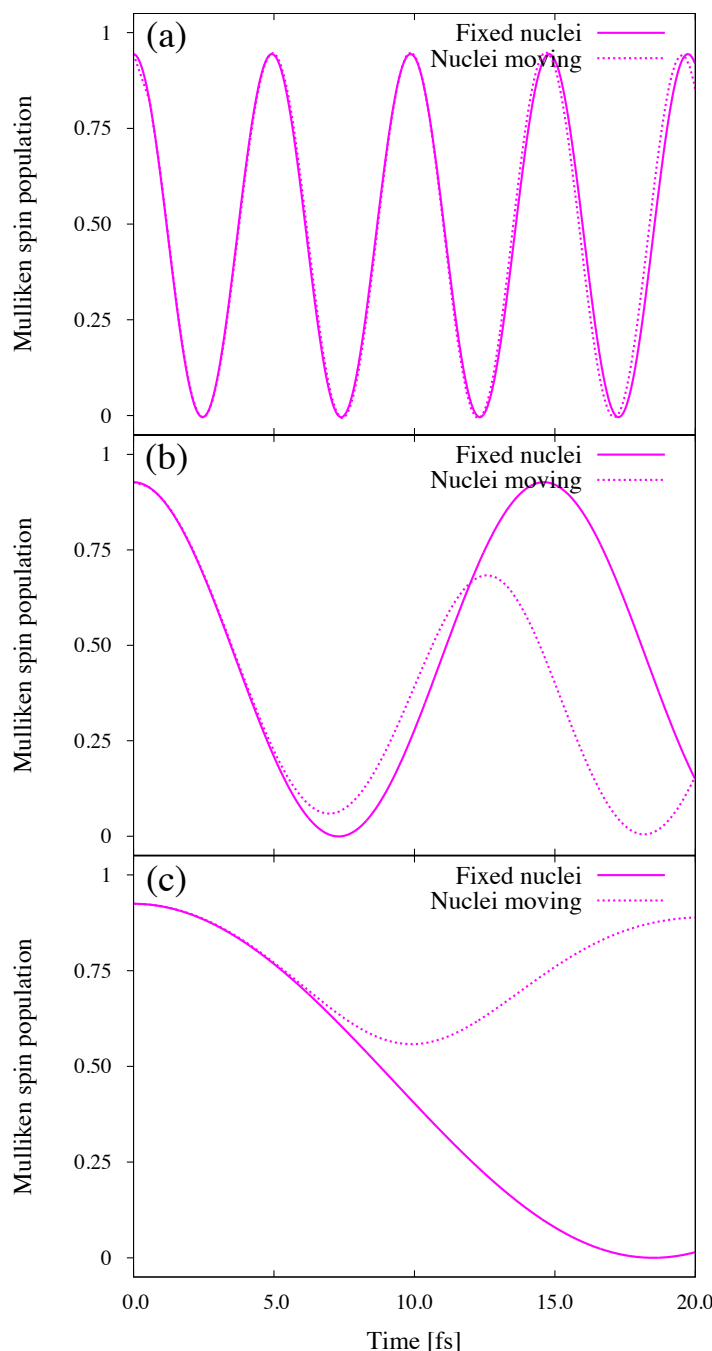 (a)
Fixed nuclei
Nuclei moving
Mulliken spin population
1
0.75
0.50
0.25
0
(b)
Fixed nuclei
Nuclei moving
Mulliken spin population
1
0.75
0.50
0.25
0
(c)
Fixed nuclei
Nuclei moving
Mulliken spin population
1
0.75
0.50
0.25
0
0.0 5.0 10.0 15.0 20.0
Time [fs]